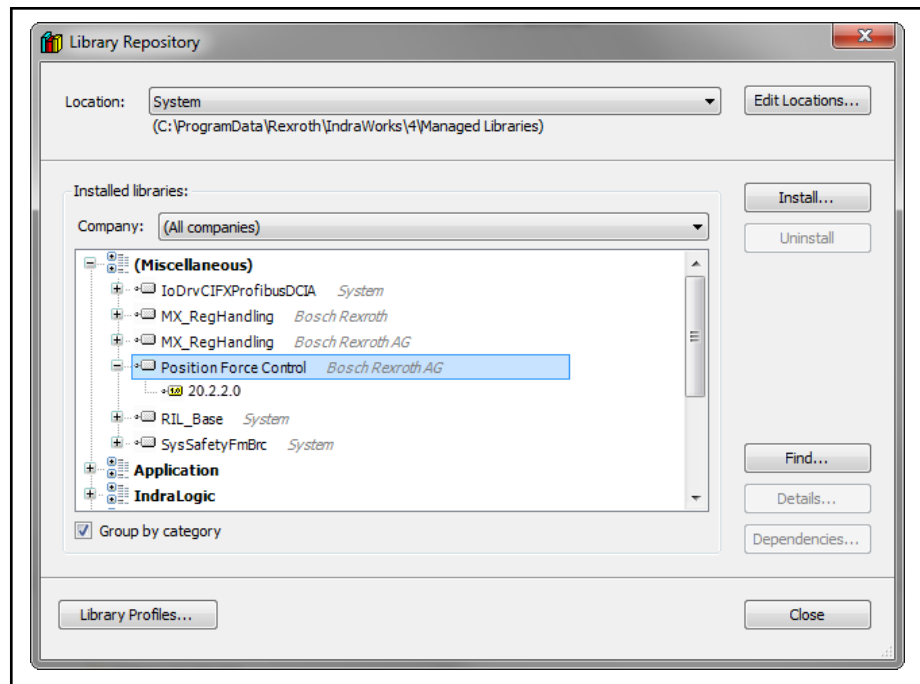 Library Repository
Location: System Edit Locations...
(C:\ProgramData\Rexroth\IndraWorks\4\Managed Libraries)
Installed libraries:
Install...
Company: (All companies)
Uninstall
(Miscellaneous)
IoDrvCIFXProfibusDCIA System
MX_RegHandling Bosch Rexroth
MX_RegHandling Bosch Rexroth AG
Position Force Control Bosch Rexroth AG
1.0 20.2.2.0
RIL_Base System
SysSafetyFmBrc System
Find...
Application
IndraLogic
Details...
Group by category
Dependencies...
Library Profiles... Close